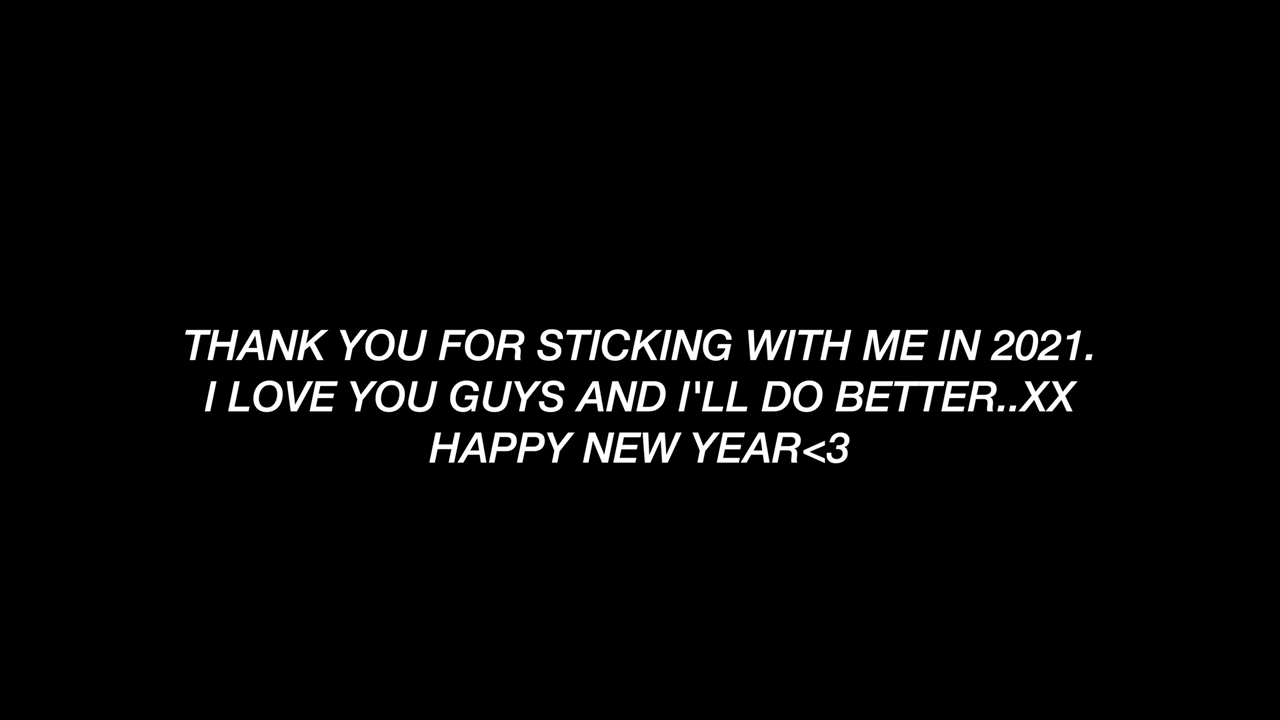 THANK YOU FOR STICKING WITH ME IN 2021.
I LOVE YOU GUYS AND I'LL DO BETTER..XX
HAPPY NEW YEAR<3